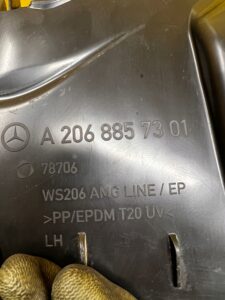 A 206 885 73 01
78706
WS206 AMG LINE / EP
>PP/EPDM T20 UV<
LH